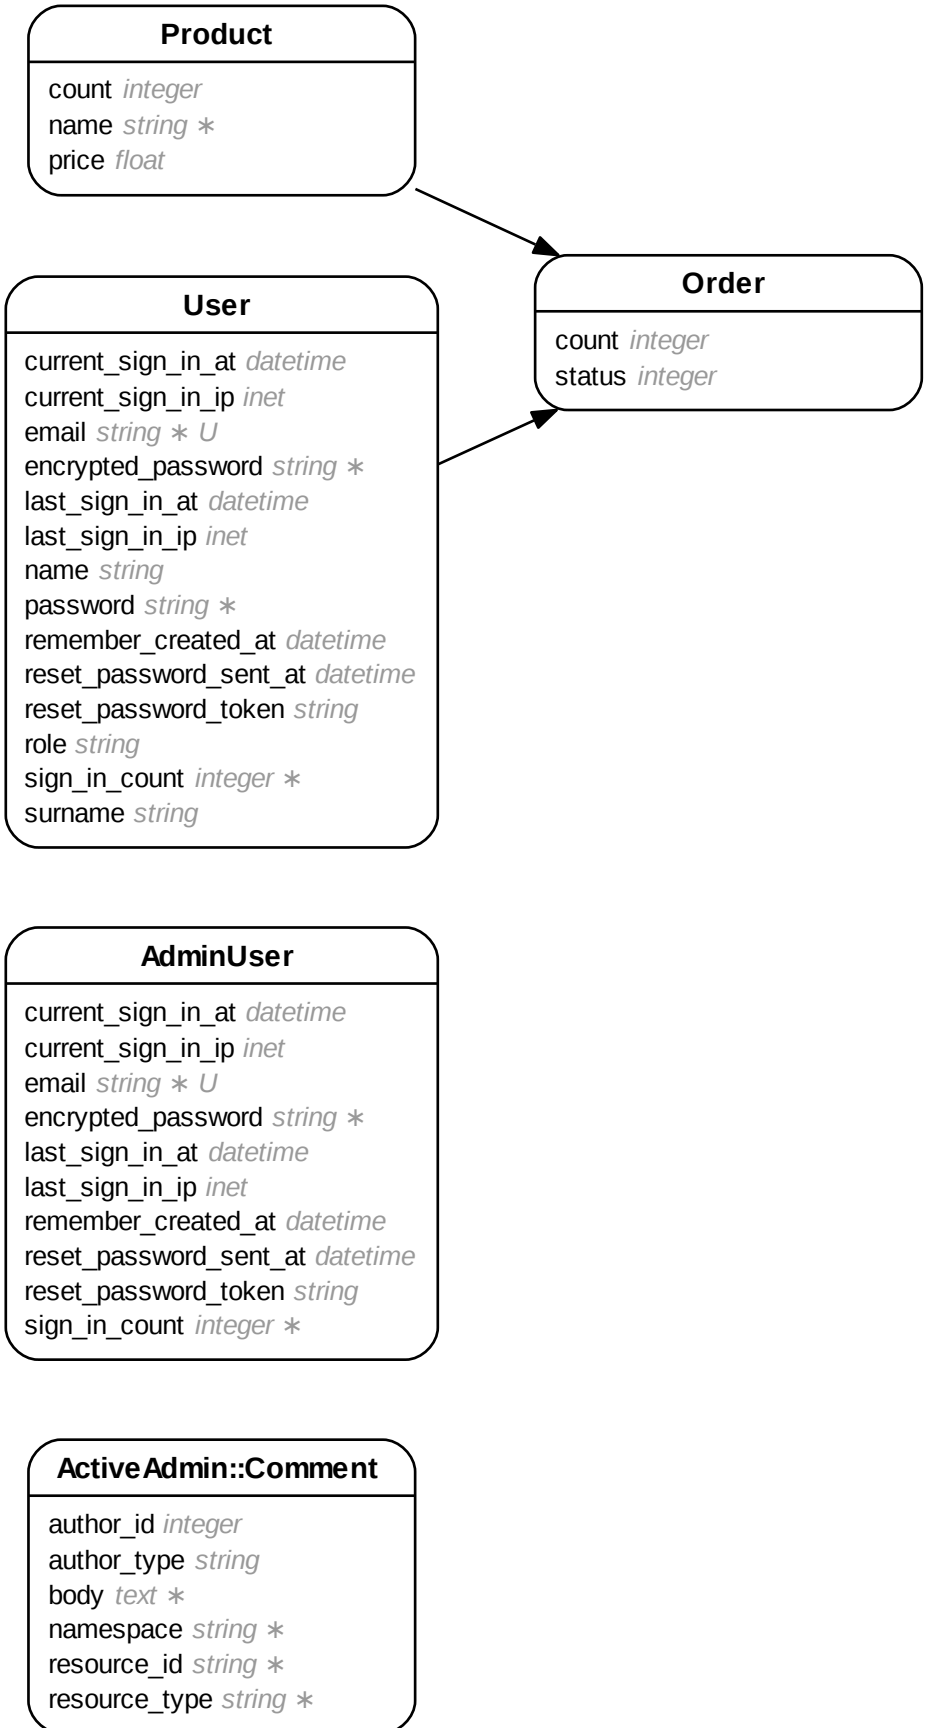 Product
count integer
name string ∗
price float
Order
count integer
status integer
User
current_sign_in_at datetime
current_sign_in_ip inet
email string ∗ U
encrypted_password string ∗
last_sign_in_at datetime
last_sign_in_ip inet
name string
password string ∗
remember_created_at datetime
reset_password_sent_at datetime
reset_password_token string
role string
sign_in_count integer ∗
surname string
AdminUser
current_sign_in_at datetime
current_sign_in_ip inet
email string ∗ U
encrypted_password string ∗
last_sign_in_at datetime
last_sign_in_ip inet
remember_created_at datetime
reset_password_sent_at datetime
reset_password_token string
sign_in_count integer ∗
ActiveAdmin::Comment
author_id integer
author_type string
body text ∗
namespace string ∗
resource_id string ∗
resource_type string ∗